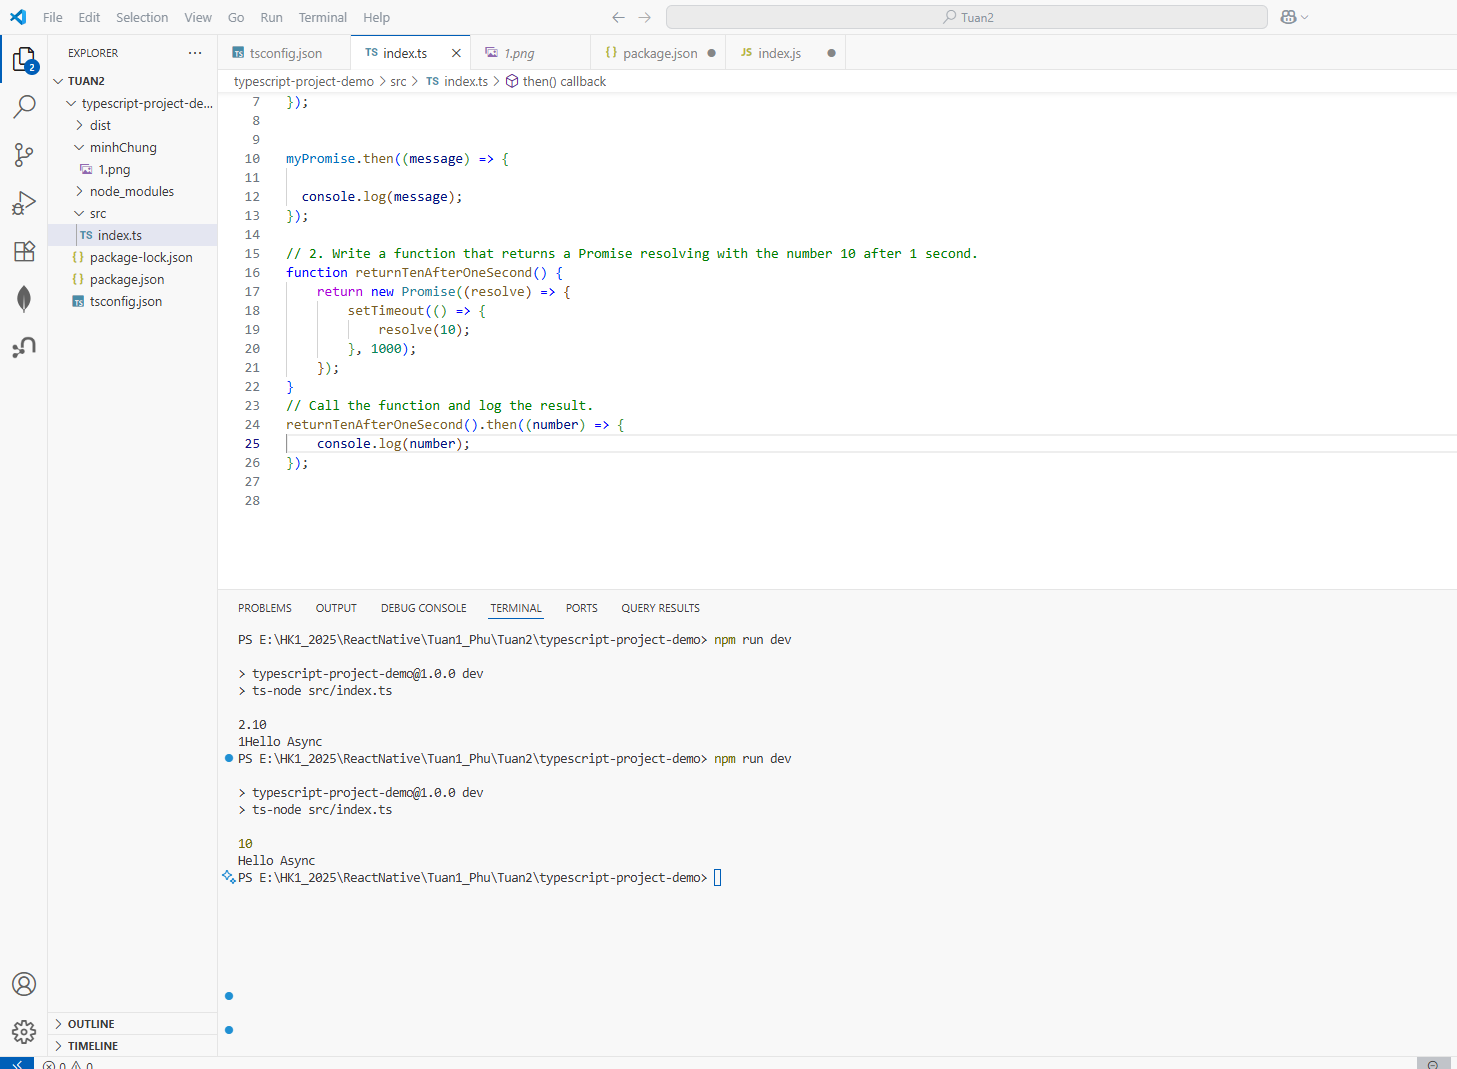 File Edit Selection View Go Run Terminal Help
Tuan2
EXPLORER
TUAN2
typescript-project-de...
dist
minhChung
1.png
node_modules
src
TS index.ts
{} package-lock.json
{} package.json
TS tsconfig.json
OUTLINE
TIMELINE
TS tsconfig.json
TS index.ts
1.png
{} package.json
JS index.js
typescript-project-demo > src > TS index.ts > then() callback
7 });
8
9
10 myPromise.then((message) => {
11
12 console.log(message);
13 });
14
15 // 2. Write a function that returns a Promise resolving with the number 10 after 1 second.
16 function returnTenAfterOneSecond() {
17 return new Promise((resolve) => {
18 setTimeout(() => {
19 resolve(10);
20 }, 1000);
21 });
22 }
23 // Call the function and log the result.
24 returnTenAfterOneSecond().then((number) => {
25 console.log(number);
26 });
27
28
PROBLEMS OUTPUT DEBUG CONSOLE TERMINAL PORTS QUERY RESULTS
PS E:\HK1_2025\ReactNative\Tuan1_Phu\Tuan2\typescript-project-demo> npm run dev
> typescript-project-demo@1.0.0 dev
> ts-node src/index.ts
2.10
1Hello Async
PS E:\HK1_2025\ReactNative\Tuan1_Phu\Tuan2\typescript-project-demo> npm run dev
> typescript-project-demo@1.0.0 dev
> ts-node src/index.ts
10
Hello Async
PS E:\HK1_2025\ReactNative\Tuan1_Phu\Tuan2\typescript-project-demo>
2
0 0